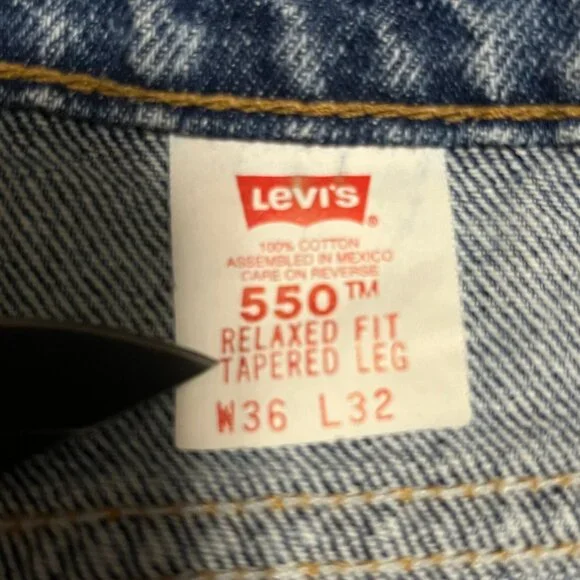 LEVI'S ®
100% COTTON
ASSEMBLED IN MEXICO
CARE ON REVERSE
550™
RELAXED FIT
TAPERED LEG
W36 L32